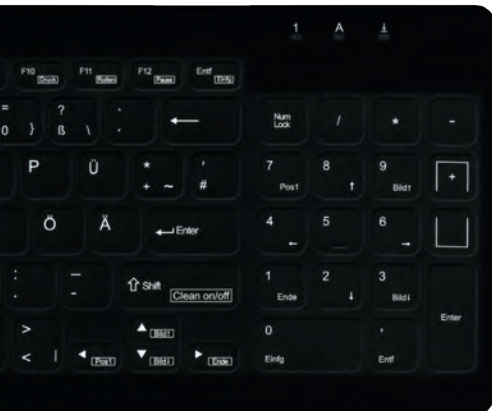 1 A ⤓
F10 Druck F11 Rollen F12 Pause Entf Einfg
= 0 } ? ß \ ` ´ ← Num Lock / * -
P Ü * + ~ ' # 7 Pos1 8 ↑ 9 Bild↑ +
Ö Ä ↵ Enter 4 ← 5 6 →
: . — - ⇧ Shift Clean on/off 1 Ende 2 ↓ 3 Bild↓ Enter
> < | ◄ Pos1 ▲ Bild↑ ▼ Bild↓ ► Ende 0 Einfg , Entf